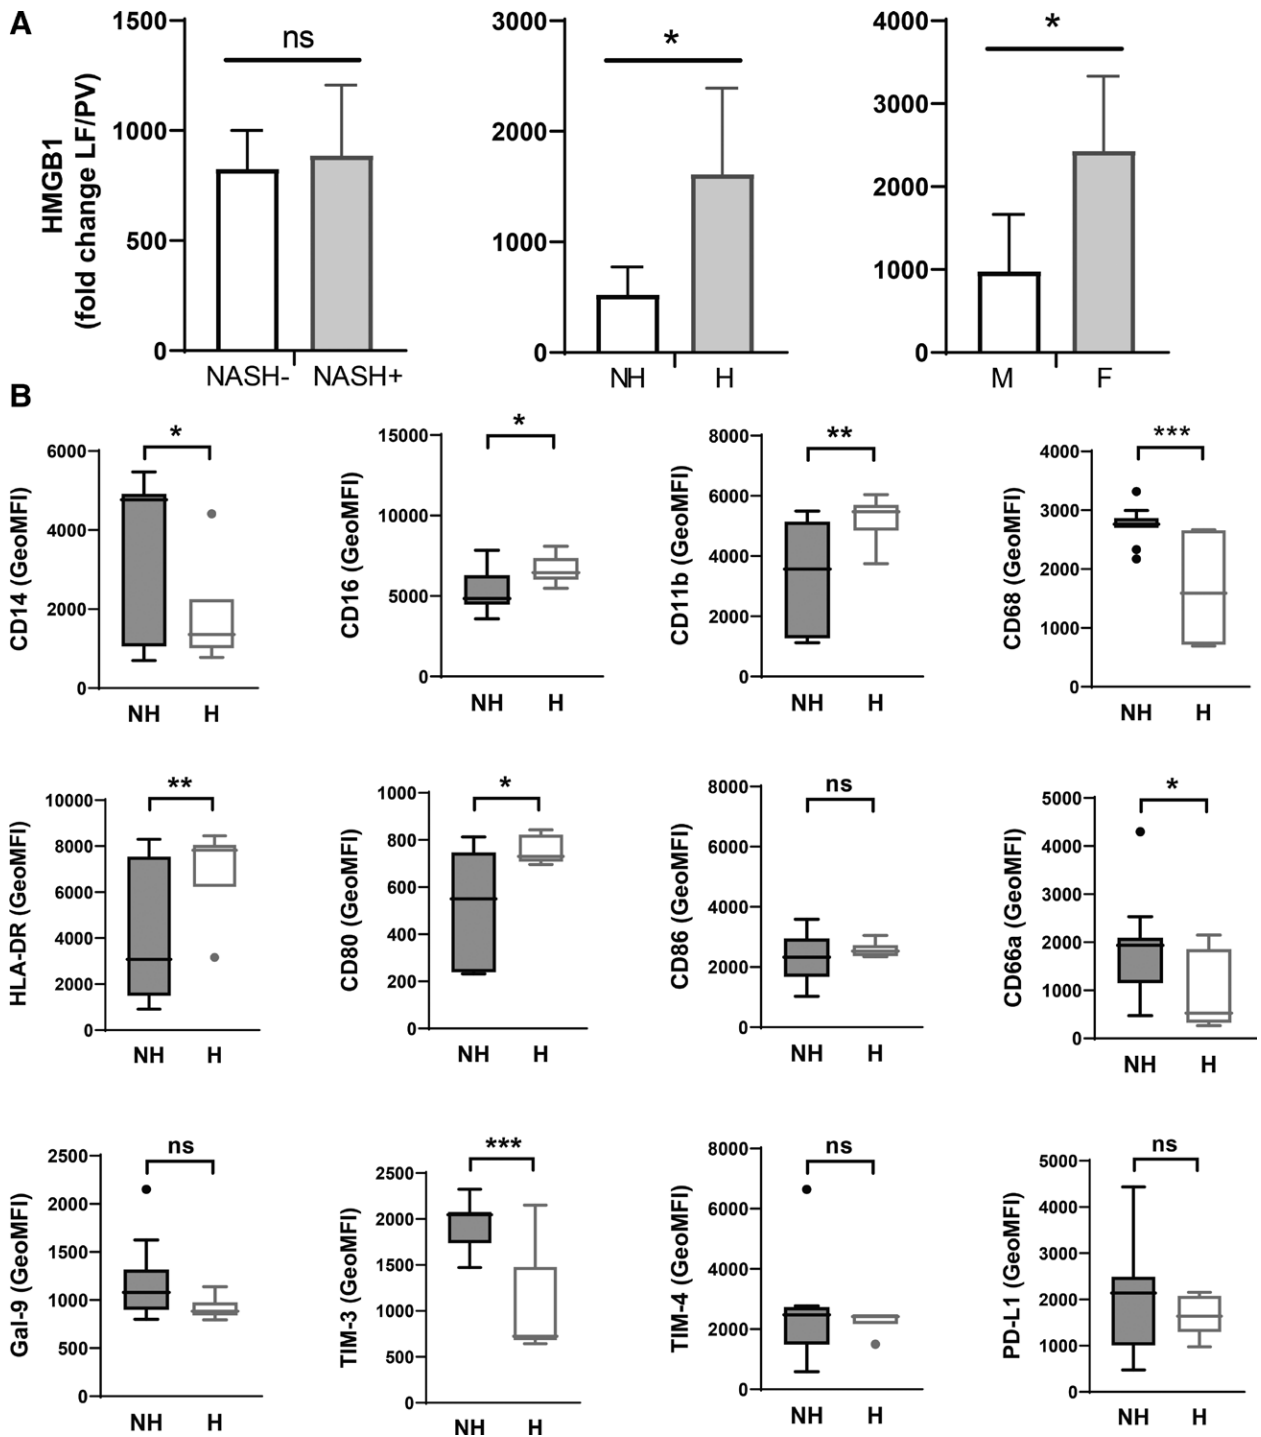 A
HMGB1
(fold change LF/PV)
1500
1000
500
0
ns
NASH-
NASH+
3000
2000
1000
0
*
NH
H
4000
3000
2000
1000
0
*
M
F
B
CD14 (GeoMFI)
6000
4000
2000
0
*
NH
H
CD16 (GeoMFI)
15000
10000
5000
0
*
NH
H
CD11b (GeoMFI)
8000
6000
4000
2000
0
**
NH
H
CD68 (GeoMFI)
4000
3000
2000
1000
0
***
NH
H
HLA-DR (GeoMFI)
10000
8000
6000
4000
2000
0
**
NH
H
CD80 (GeoMFI)
1000
800
600
400
200
0
*
NH
H
CD86 (GeoMFI)
8000
6000
4000
2000
0
ns
NH
H
CD66a (GeoMFI)
5000
4000
3000
2000
1000
0
*
NH
H
Gal-9 (GeoMFI)
2500
2000
1500
1000
500
0
ns
NH
H
TIM-3 (GeoMFI)
2500
2000
1500
1000
500
0
***
NH
H
TIM-4 (GeoMFI)
8000
6000
4000
2000
0
ns
NH
H
PD-L1 (GeoMFI)
5000
4000
3000
2000
1000
0
ns
NH
H